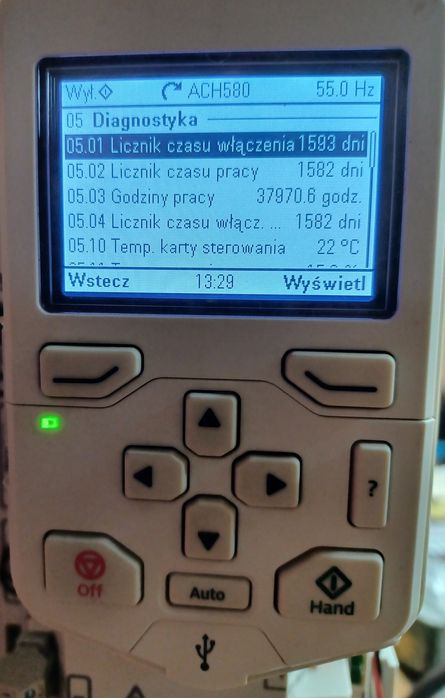 Wył. ACH580 55.0 Hz
05 Diagnostyka
05.01 Licznik czasu włączenia 1593 dni
05.02 Licznik czasu pracy 1582 dni
05.03 Godziny pracy 37970.6 godz.
05.04 Licznik czasu włącz. ... 1582 dni
05.10 Temp. karty sterowania 22 °C
Wstecz 13:29 Wyświetl
?
Off
Auto
Hand